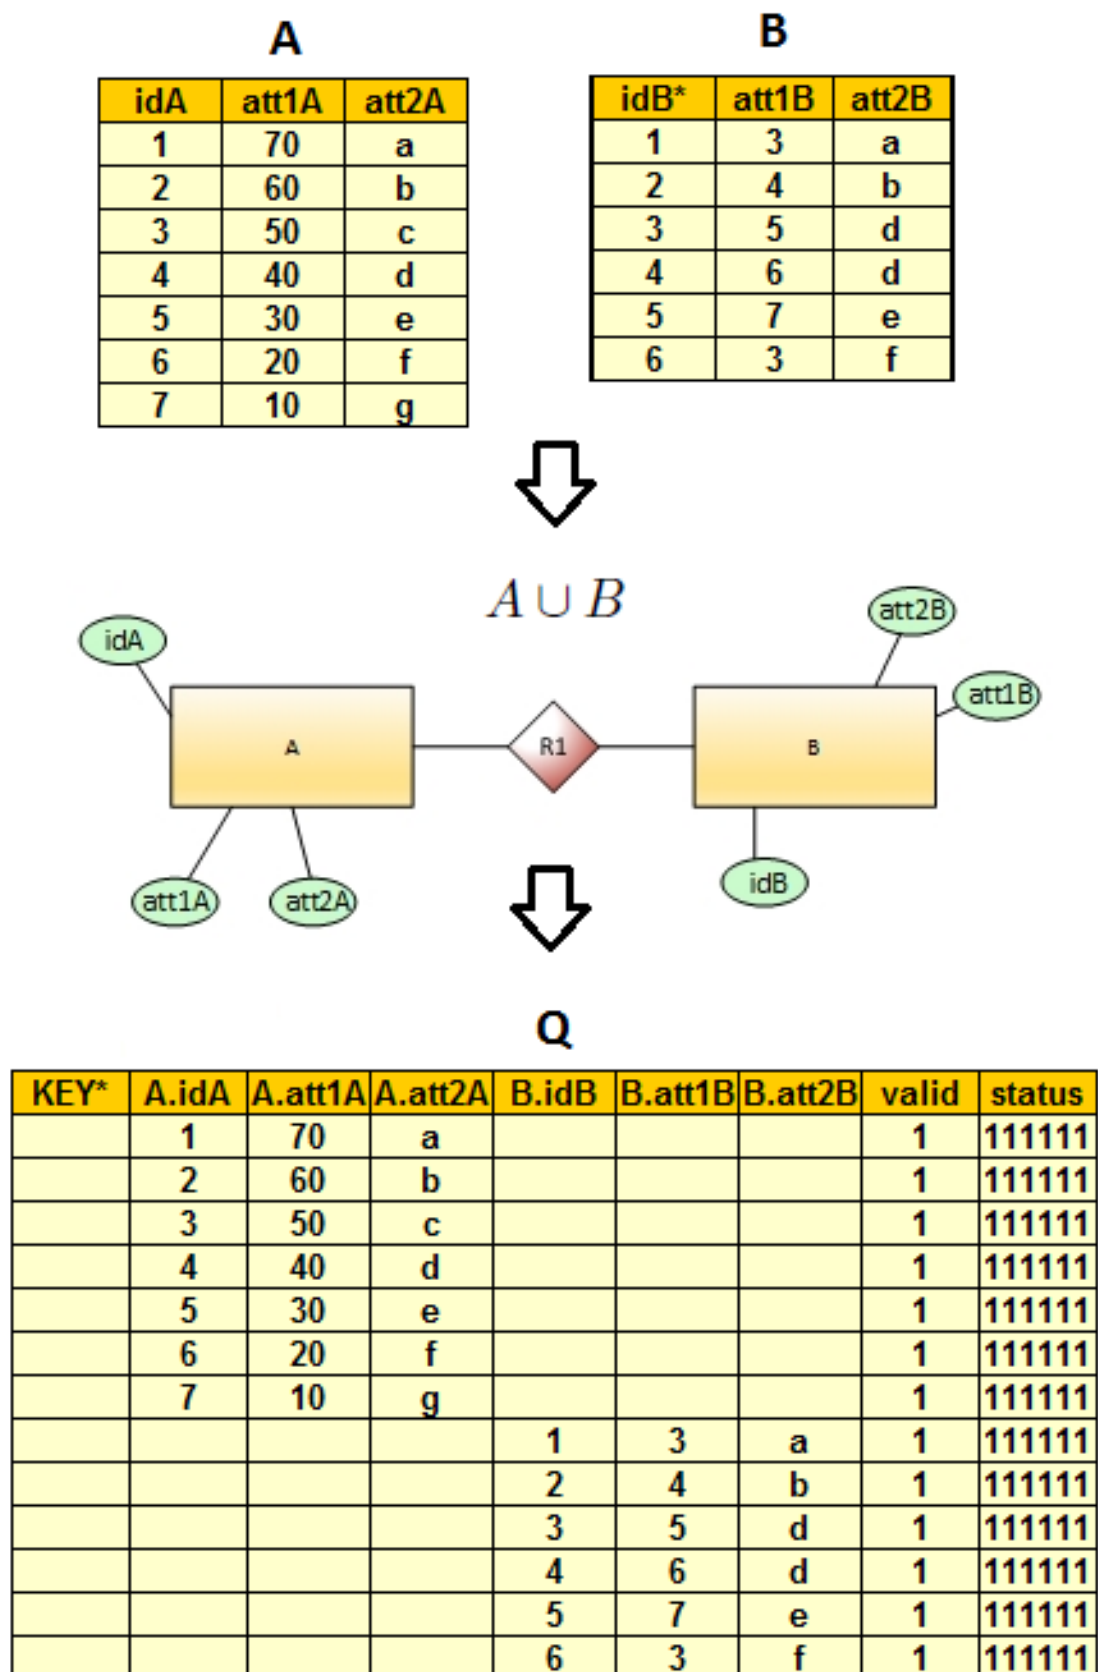 A B
idA att1A att2A idB* att1B att2B
1 70 a 1 3 a
2 60 b 2 4 b
3 50 c 3 5 d
4 40 d 4 6 d
5 30 e 5 7 e
6 20 f 6 3 f
7 10 g
A ∪ B
idA att2B
att1B
A R1 B
att1A att2A idB
Q
KEY* A.idA A.att1A A.att2A B.idB B.att1B B.att2B valid status
1 70 a 1 111111
2 60 b 1 111111
3 50 c 1 111111
4 40 d 1 111111
5 30 e 1 111111
6 20 f 1 111111
7 10 g 1 111111
1 3 a 1 111111
2 4 b 1 111111
3 5 d 1 111111
4 6 d 1 111111
5 7 e 1 111111
6 3 f 1 111111